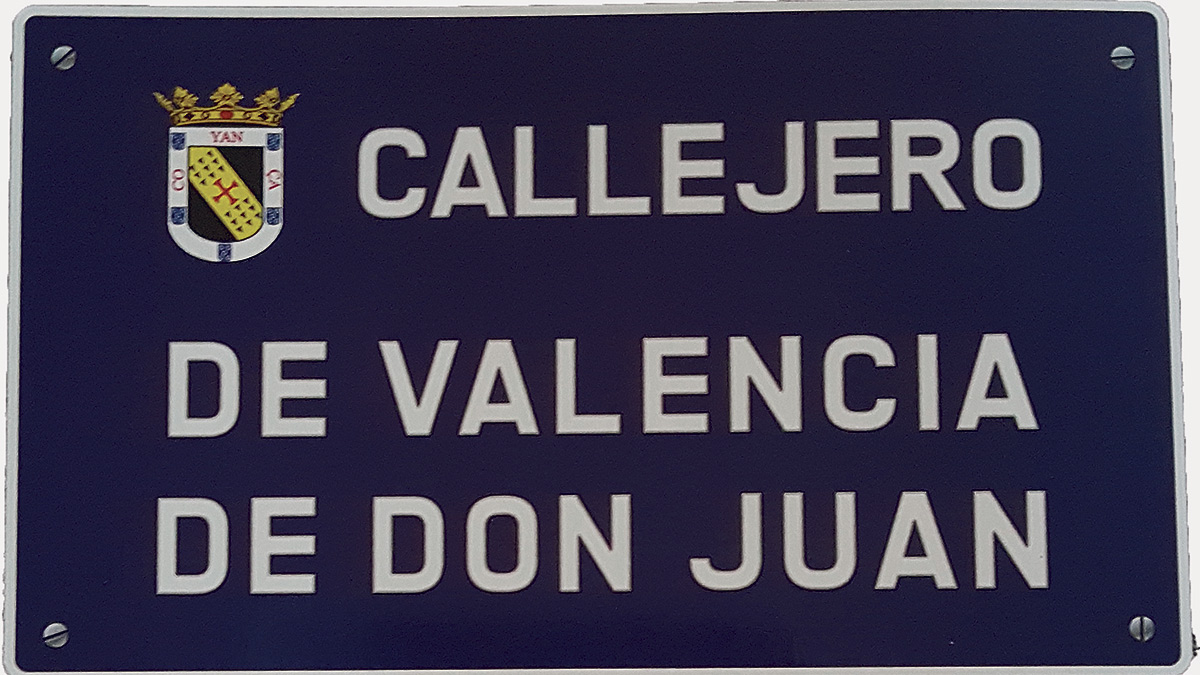 CALLEJERO
YAN
CO
CA
DE VALENCIA
DE DON JUAN